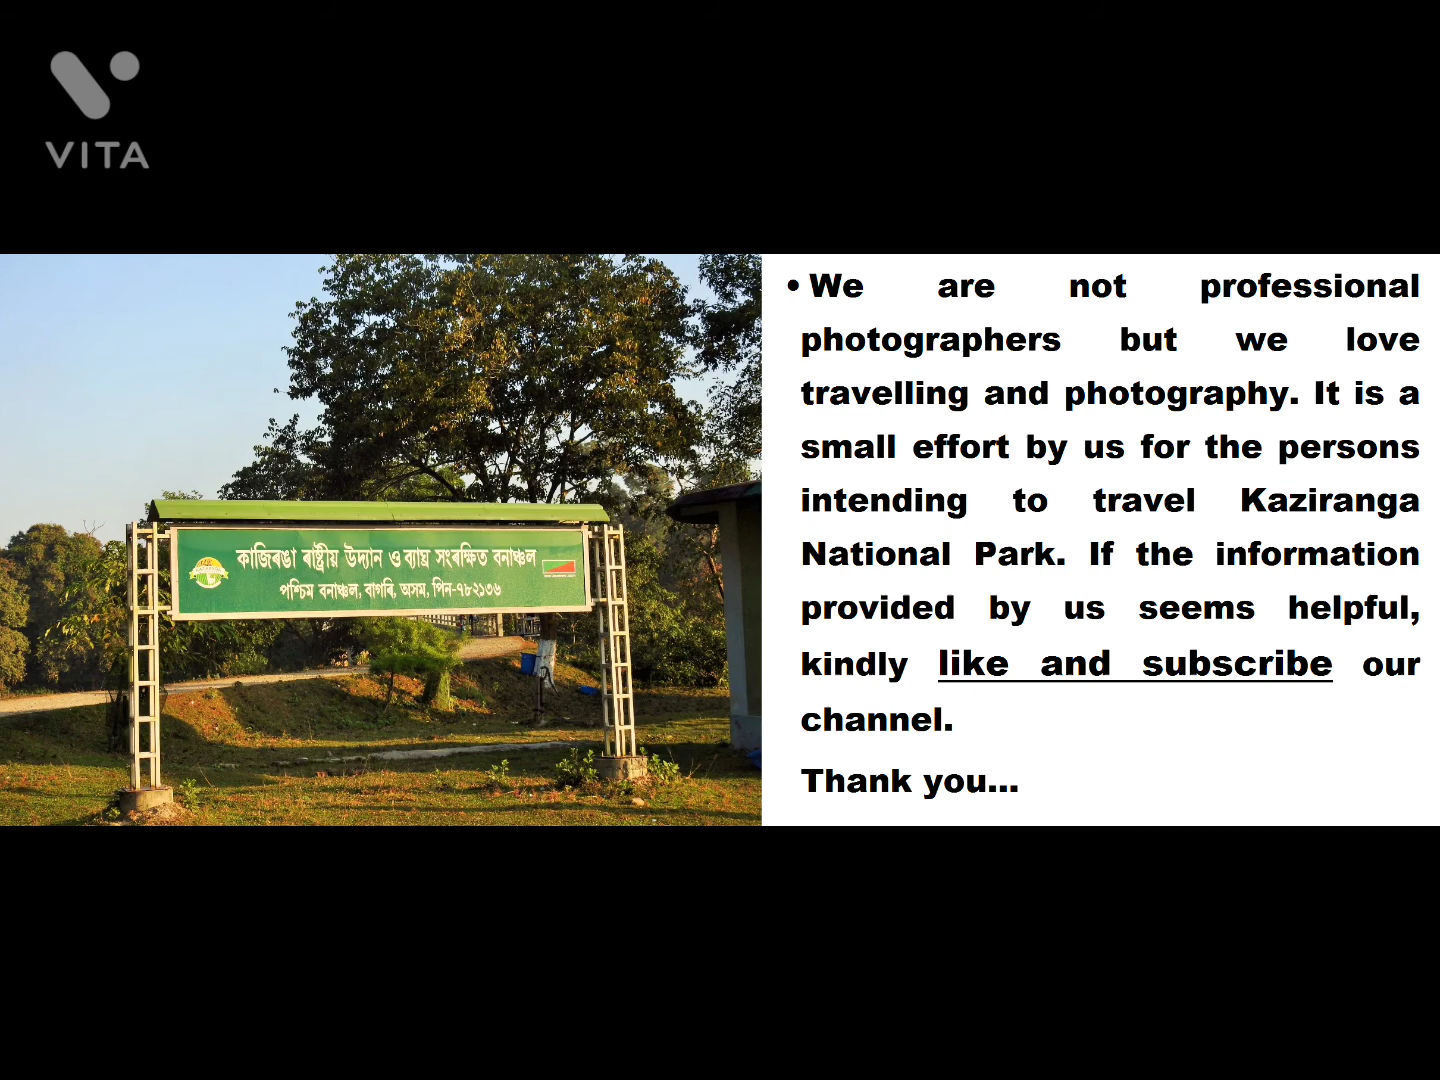 VITA
কাজিৰঙা ৰাষ্ট্ৰীয় উদ্যান ও ব্যাঘ্ৰ সংৰক্ষিত বনাঞ্চল
পশ্চিম বনাঞ্চল, বাগৰি, অসম, পিন-৭৮২১৩৬
• We are not professional
photographers but we love
travelling and photography. It is a
small effort by us for the persons
intending to travel Kaziranga
National Park. If the information
provided by us seems helpful,
kindly like and subscribe our
channel.
Thank you...